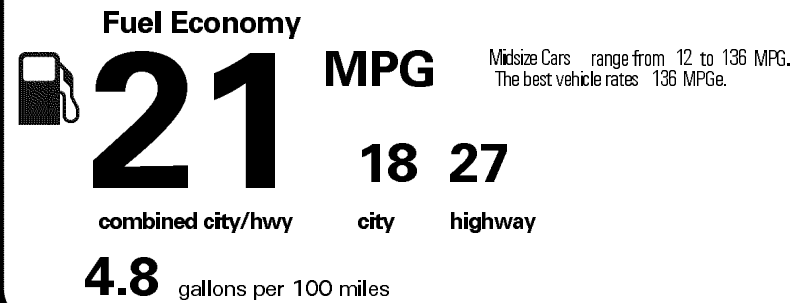 Fuel Economy
21 MPG
Midsize Cars range from 12 to 136 MPG.
The best vehicle rates 136 MPGe.
18 27
combined city/hwy city highway
4.8 gallons per 100 miles